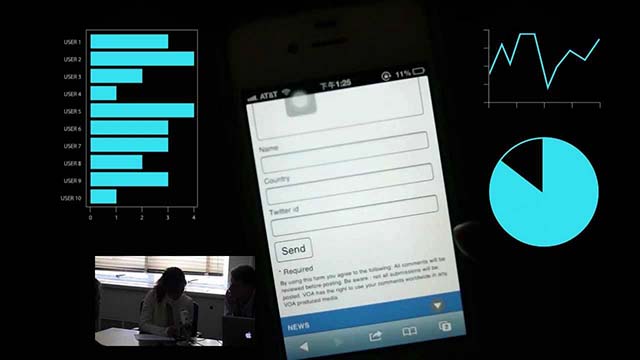 USER 1
USER 2
USER 3
USER 4
USER 5
USER 6
USER 7
USER 8
USER 9
USER 10
0 1 2 3 4
AT&T 下午1:25 11%
Name
Country
Twitter id
Send
* Required
By using this form you agree to the following: All comments will be
reviewed before posting. Be aware - not all submissions will be
posted. VOA has the right to use your comments worldwide in any
VOA produced media.
NEWS